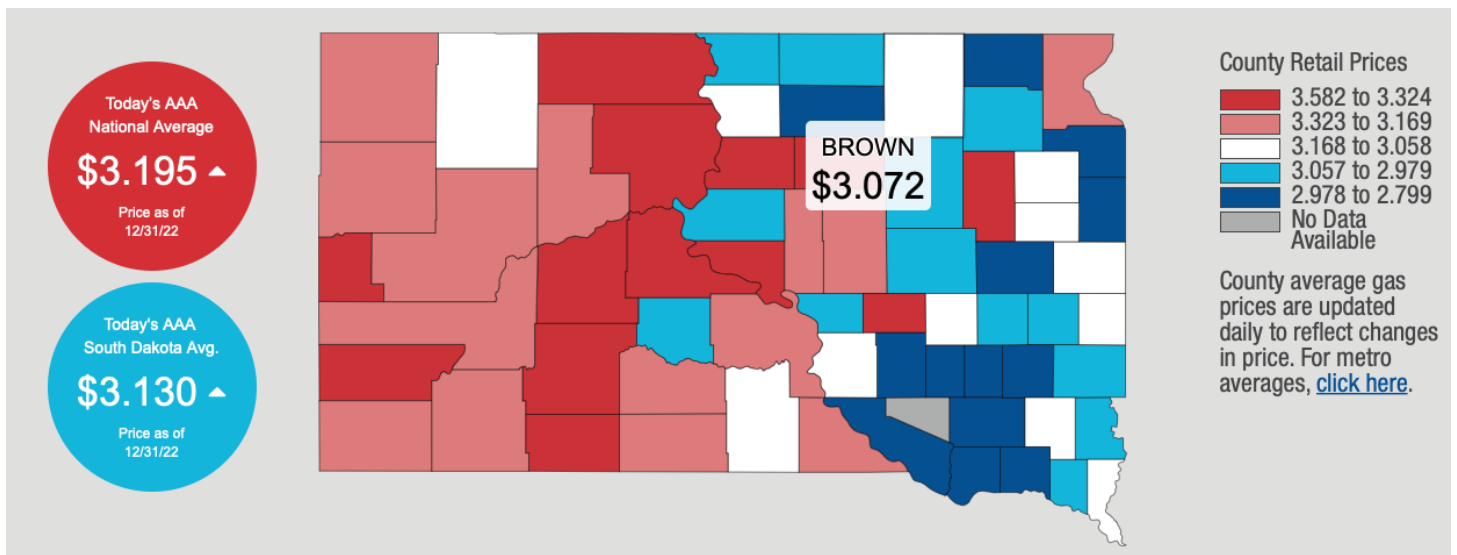 Today's AAA
National Average
$3.195
Price as of
12/31/22
Today's AAA
South Dakota Avg.
$3.130
Price as of
12/31/22
BROWN
$3.072
County Retail Prices
3.582 to 3.324
3.323 to 3.169
3.168 to 3.058
3.057 to 2.979
2.978 to 2.799
No Data
Available
County average gas
prices are updated
daily to reflect changes
in price. For metro
averages, click here.